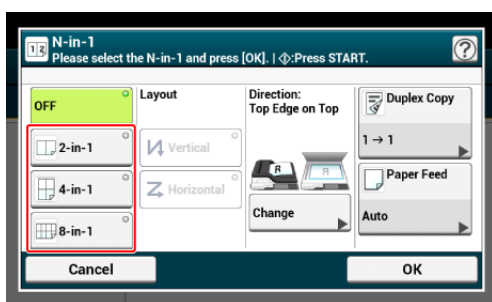 N-in-1
Please select the N-in-1 and press [OK]. | :Press START.
OFF
2-in-1
4-in-1
8-in-1
Layout
Vertical
Horizontal
Direction:
Top Edge on Top
Change
Duplex Copy
1 → 1
Paper Feed
Auto
Cancel
OK